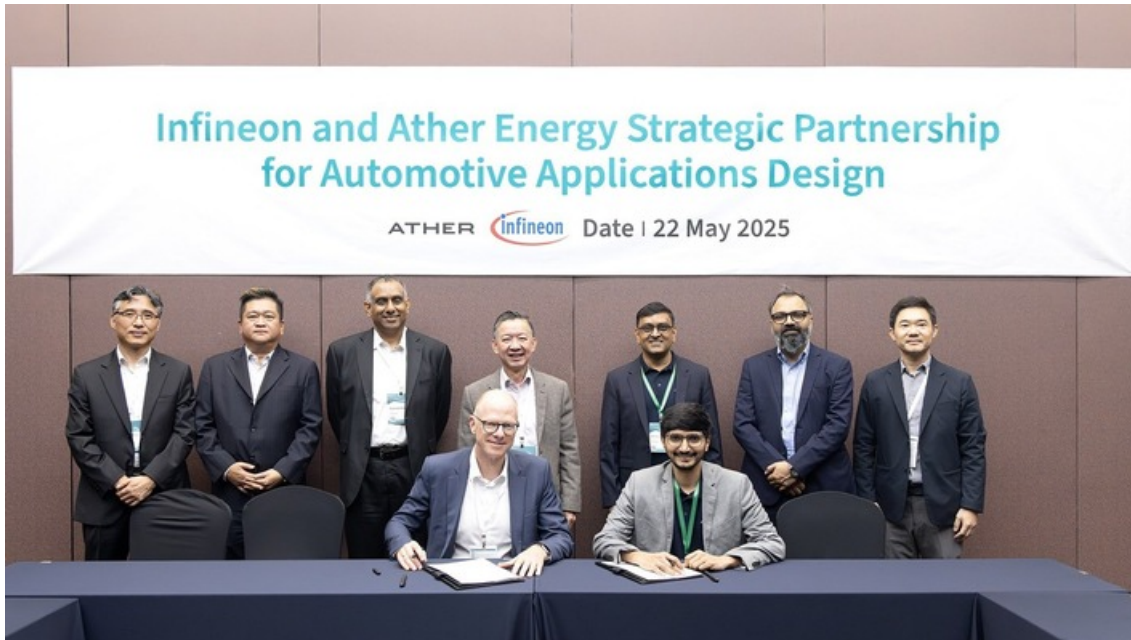 Infineon and Ather Energy Strategic Partnership
for Automotive Applications Design
ATHER infineon Date | 22 May 2025